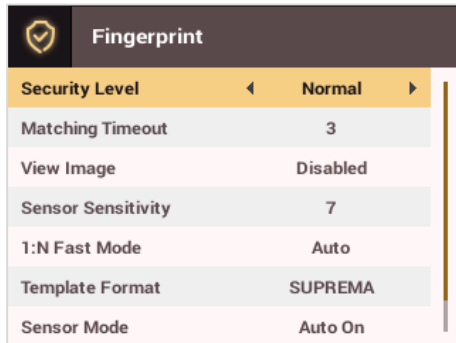 Fingerprint
Security Level Normal
Matching Timeout 3
View Image Disabled
Sensor Sensitivity 7
1:N Fast Mode Auto
Template Format SUPREMA
Sensor Mode Auto On